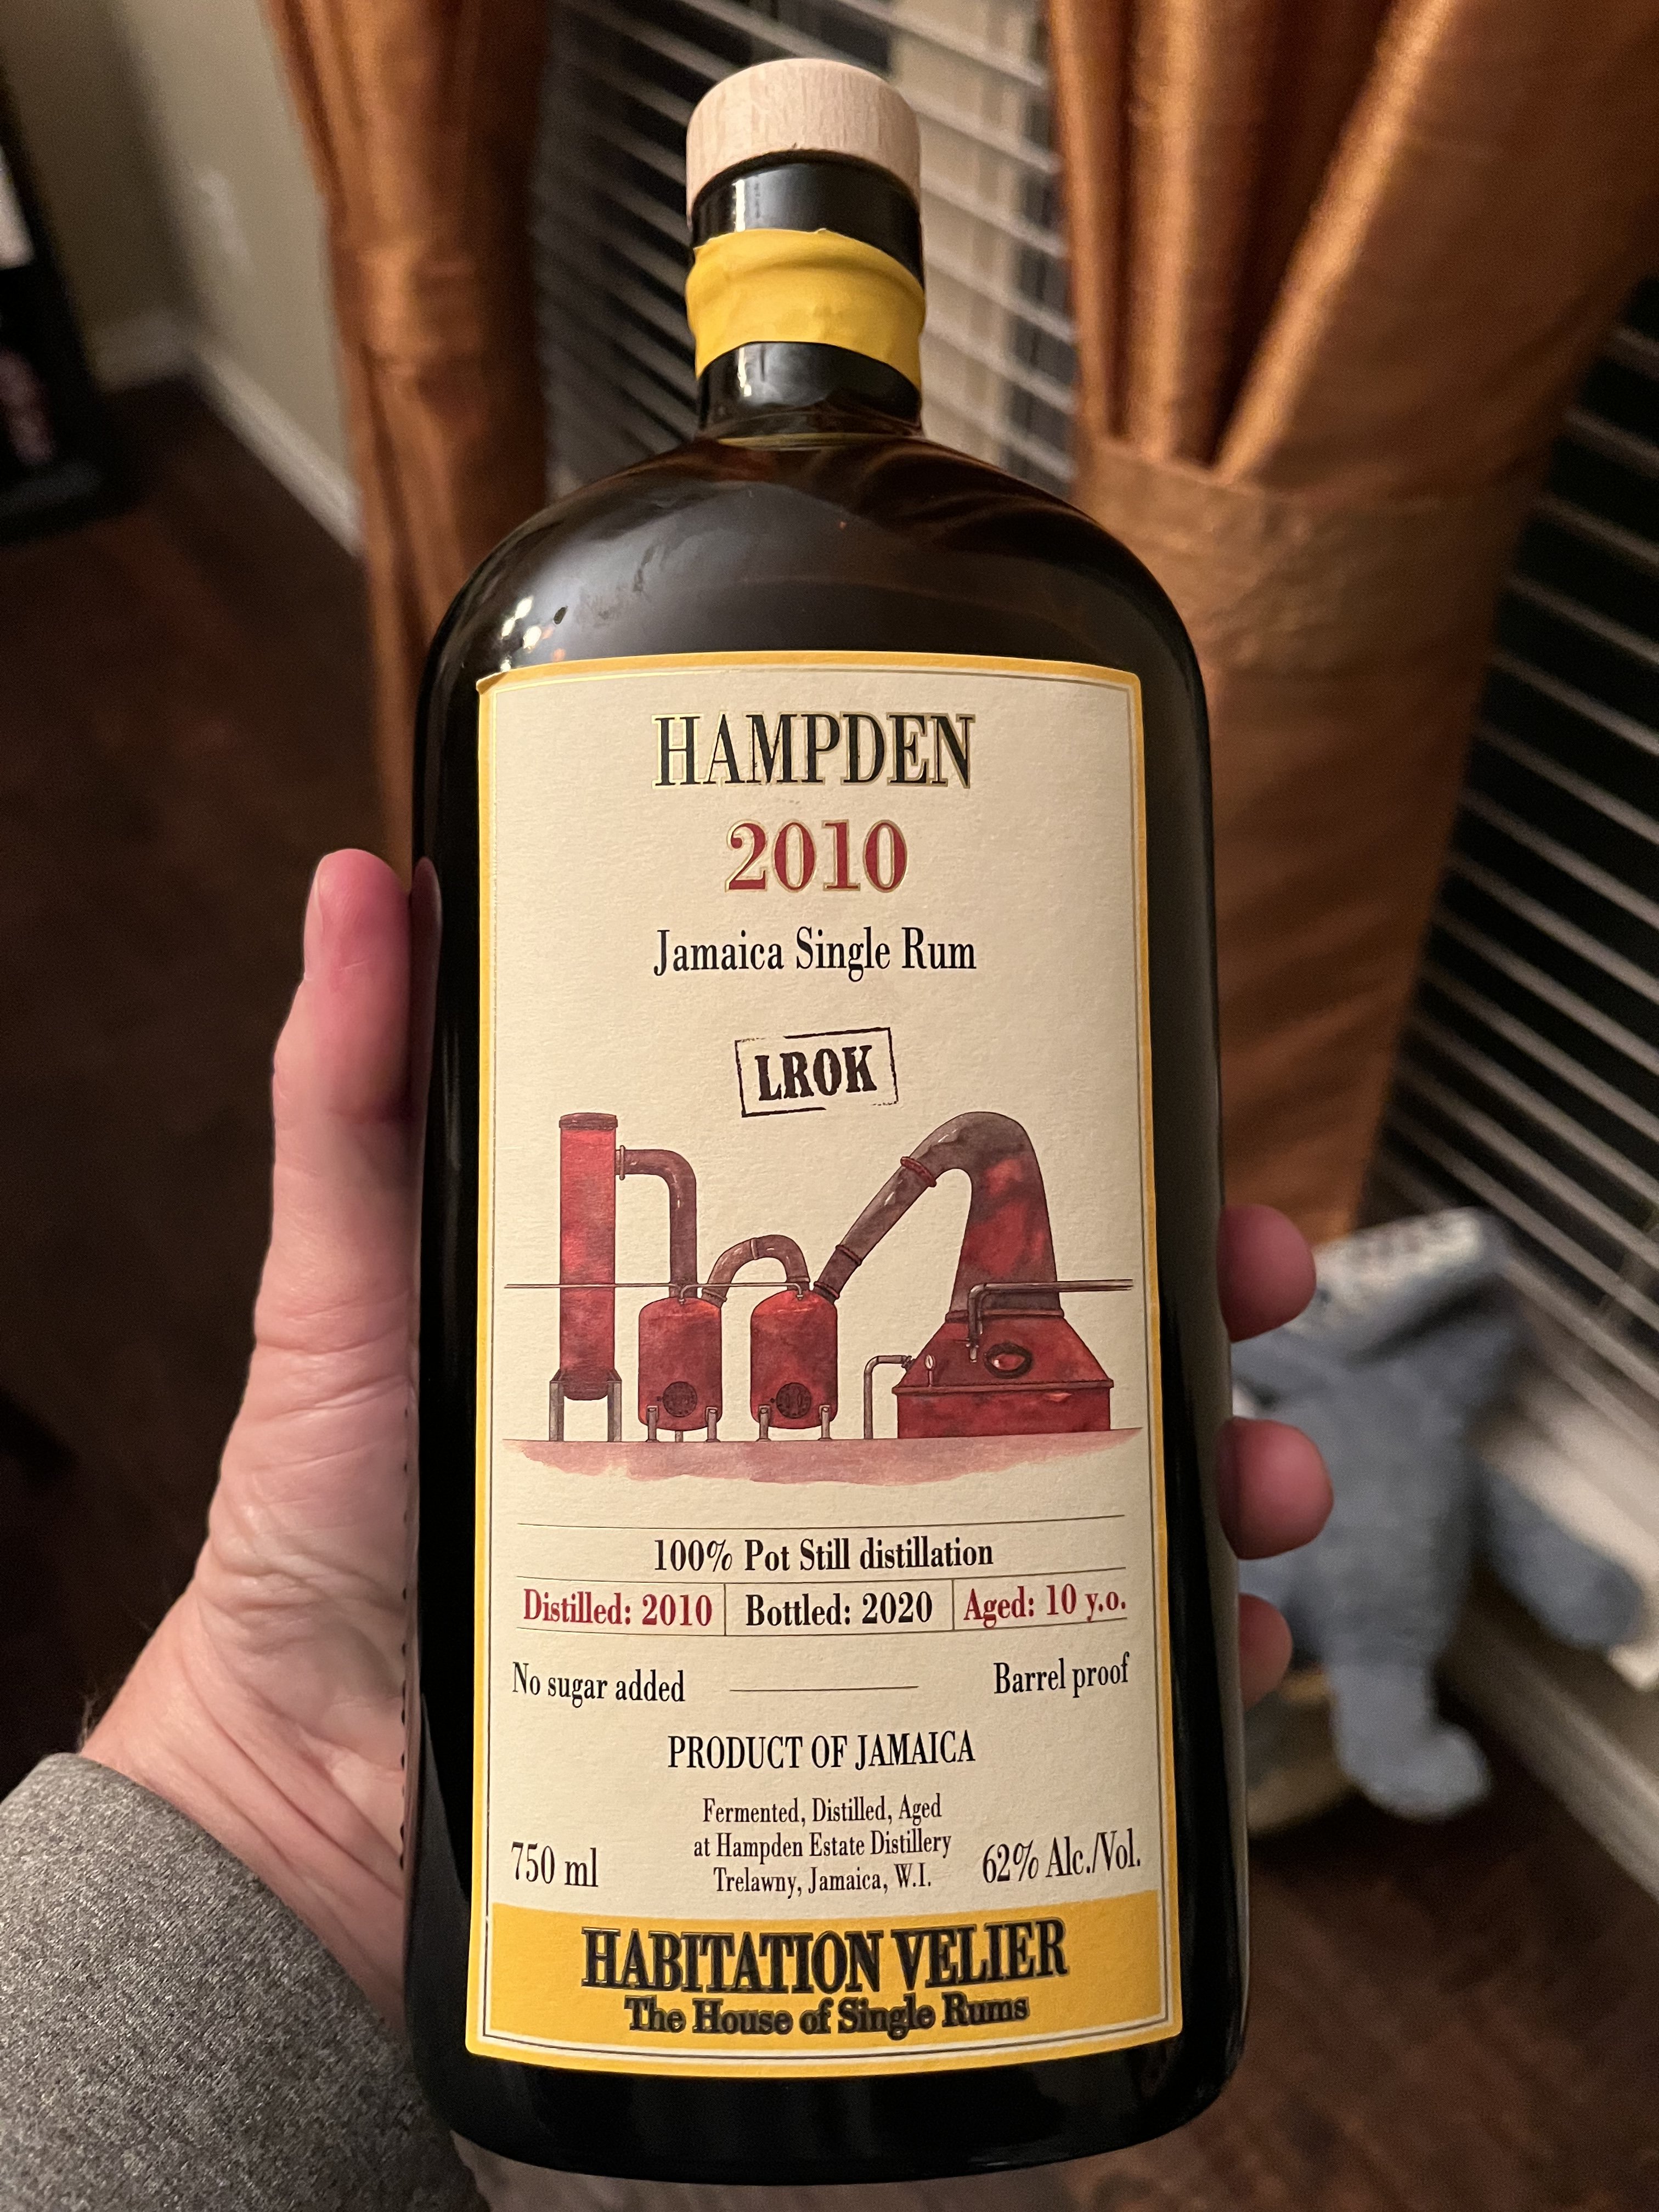 HAMPDEN
2010
Jamaica Single Rum
LROK
100% Pot Still distillation
Distilled: 2010 Bottled: 2020 Aged: 10 y.o.
No sugar added Barrel proof
PRODUCT OF JAMAICA
Fermented, Distilled, Aged
at Hampden Estate Distillery
Trelawny, Jamaica, W.I.
750 ml
62% Alc./Vol.
HABITATION VELIER
The House of Single Rums